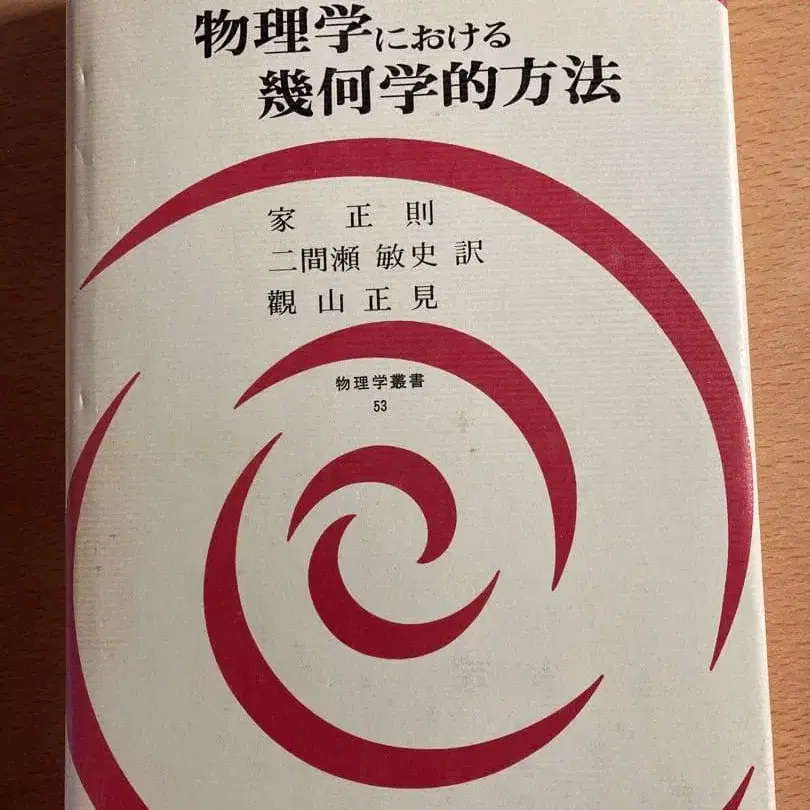 物理学における
幾何学的方法
家 正 則
二間瀬 敏史 訳
觀 山 正 見
物理学叢書
53